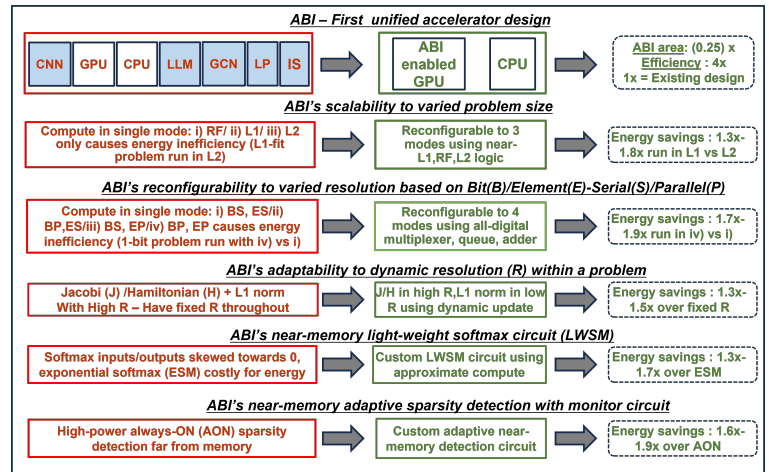 ABI – First unified accelerator design
CNN GPU CPU LLM GCN LP IS
ABI
enabled
GPU
CPU
ABI area: (0.25) x
Efficiency : 4x
1x = Existing design
ABI's scalability to varied problem size
Compute in single mode: i) RF/ ii) L1/ iii) L2
only causes energy inefficiency (L1-fit
problem run in L2)
Reconfigurable to 3
modes using near-
L1,RF,L2 logic
Energy savings : 1.3x-
1.8x run in L1 vs L2
ABI's reconfigurability to varied resolution based on Bit(B)/Element(E)-Serial(S)/Parallel(P)
Compute in single mode: i) BS, ES/ii)
BP,ES/iii) BS, EP/iv) BP, EP causes energy
inefficiency (1-bit problem run with iv) vs i)
Reconfigurable to 4
modes using all-digital
multiplexer, queue, adder
Energy savings : 1.7x-
1.9x run in iv) vs i)
ABI's adaptability to dynamic resolution (R) within a problem
Jacobi (J) /Hamiltonian (H) + L1 norm
With High R – Have fixed R throughout
J/H in high R,L1 norm in low
R using dynamic update
Energy savings : 1.3x-
1.5x over fixed R
ABI's near-memory light-weight softmax circuit (LWSM)
Softmax inputs/outputs skewed towards 0,
exponential softmax (ESM) costly for energy
Custom LWSM circuit using
approximate compute
Energy savings : 1.3x-
1.7x over ESM
ABI's near-memory adaptive sparsity detection with monitor circuit
High-power always-ON (AON) sparsity
detection far from memory
Custom adaptive near-
memory detection circuit
Energy savings : 1.6x-
1.9x over AON